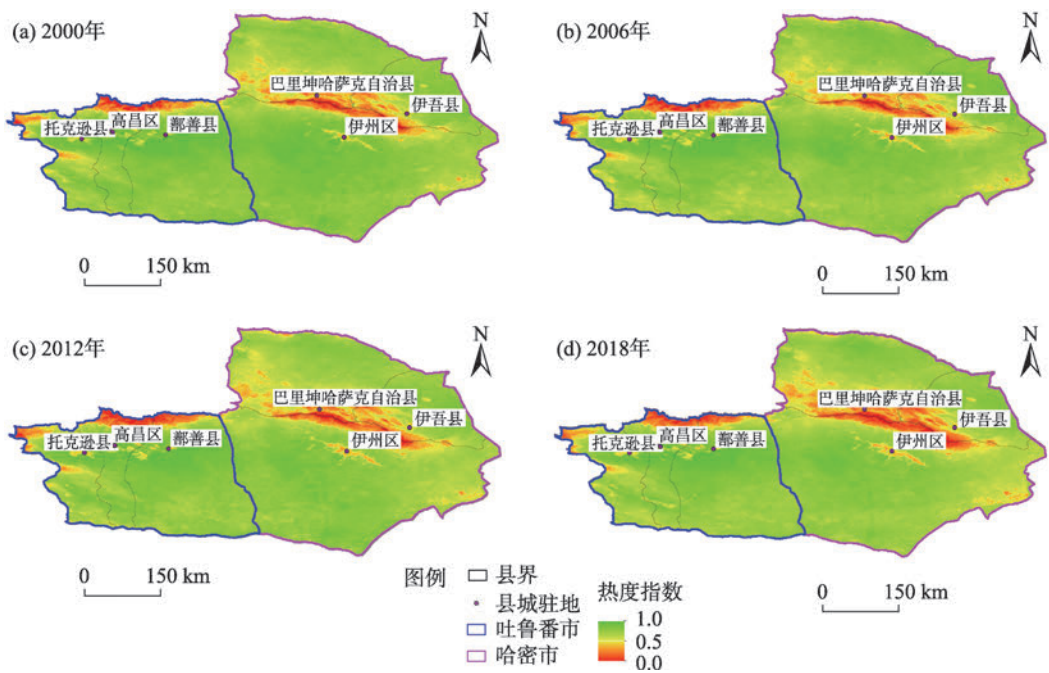 (a) 2000年
N
巴里坤哈萨克自治县
伊吾县
高昌区
托克逊县
鄯善县
伊州区
0 150 km
(b) 2006年
N
巴里坤哈萨克自治县
伊吾县
高昌区
托克逊县
鄯善县
伊州区
0 150 km
(c) 2012年
N
巴里坤哈萨克自治县
伊吾县
高昌区
托克逊县
鄯善县
伊州区
0 150 km
(d) 2018年
N
巴里坤哈萨克自治县
伊吾县
高昌区
托克逊县
鄯善县
伊州区
0 150 km
图例
县界
县城驻地
吐鲁番市
哈密市
热度指数
1.0
0.5
0.0